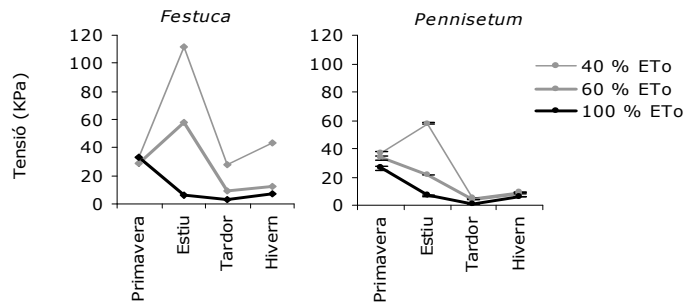 Festuca
Pennisetum
Tensió (KPa)
120
100
80
60
40
20
0
Primavera
Estiu
Tardor
Hivern
120
100
80
60
40
20
0
Primavera
Estiu
Tardor
Hivern
40 % ETo
60 % ETo
100 % ETo